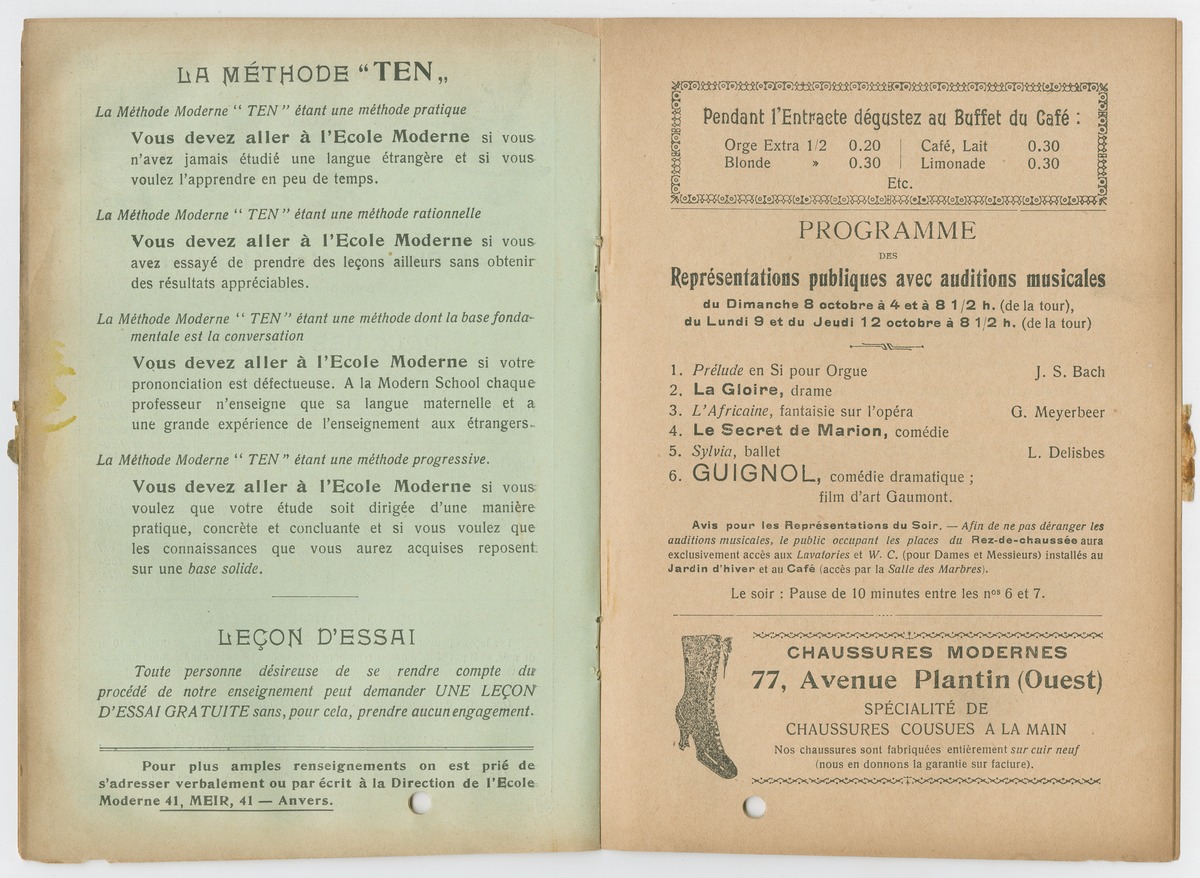 LA MÉTHODE “TEN„
La Méthode Moderne “ TEN ” étant une méthode pratique
Vous devez aller à l'Ecole Moderne si vous
n'avez jamais étudié une langue étrangère et si vous
voulez l'apprendre en peu de temps.
La Méthode Moderne “ TEN ” étant une méthode rationnelle
Vous devez aller à l'Ecole Moderne si vous
avez essayé de prendre des leçons ailleurs sans obtenir
des résultats appréciables.
La Méthode Moderne “ TEN ” étant une méthode dont la base fonda-
mentale est la conversation
Vous devez aller à l'Ecole Moderne si votre
prononciation est défectueuse. A la Modern School chaque
professeur n'enseigne que sa langue maternelle et a
une grande expérience de l'enseignement aux étrangers.
La Méthode Moderne “ TEN ” étant une méthode progressive.
Vous devez aller à l'Ecole Moderne si vous
voulez que votre étude soit dirigée d'une manière
pratique, concrète et concluante et si vous voulez que
les connaissances que vous aurez acquises reposent
sur une base solide.
LEÇON D'ESSAI
Toute personne désireuse de se rendre compte du
procédé de notre enseignement peut demander UNE LEÇON
D'ESSAI GRATUITE sans, pour cela, prendre aucun engagement.
Pour plus amples renseignements on est prié de
s'adresser verbalement ou par écrit à la Direction de l'Ecole
Moderne 41, MEIR, 41 — Anvers.
Pendant l'Entracte dégustez au Buffet du Café :
Orge Extra 1/2 0.20 Café, Lait 0.30
Blonde » 0.30 Limonade 0.30
Etc.
PROGRAMME
DES
Représentations publiques avec auditions musicales
du Dimanche 8 octobre à 4 et à 8 1/2 h. (de la tour),
du Lundi 9 et du Jeudi 12 octobre à 8 1/2 h. (de la tour)
1. Prélude en Si pour Orgue J. S. Bach
2. La Gloire, drame
3. L'Africaine, fantaisie sur l'opéra G. Meyerbeer
4. Le Secret de Marion, comédie
5. Sylvia, ballet L. Delisbes
6. GUIGNOL, comédie dramatique ;
film d'art Gaumont.
Avis pour les Représentations du Soir. — Afin de ne pas déranger les
auditions musicales, le public occupant les places du Rez-de-chaussée aura
exclusivement accès aux Lavatories et W. C. (pour Dames et Messieurs) installés au
Jardin d'hiver et au Café (accès par la Salle des Marbres).
Le soir : Pause de 10 minutes entre les nos 6 et 7.
CHAUSSURES MODERNES
77, Avenue Plantin (Ouest)
SPÉCIALITÉ DE
CHAUSSURES COUSUES A LA MAIN
Nos chaussures sont fabriquées entièrement sur cuir neuf
(nous en donnons la garantie sur facture).